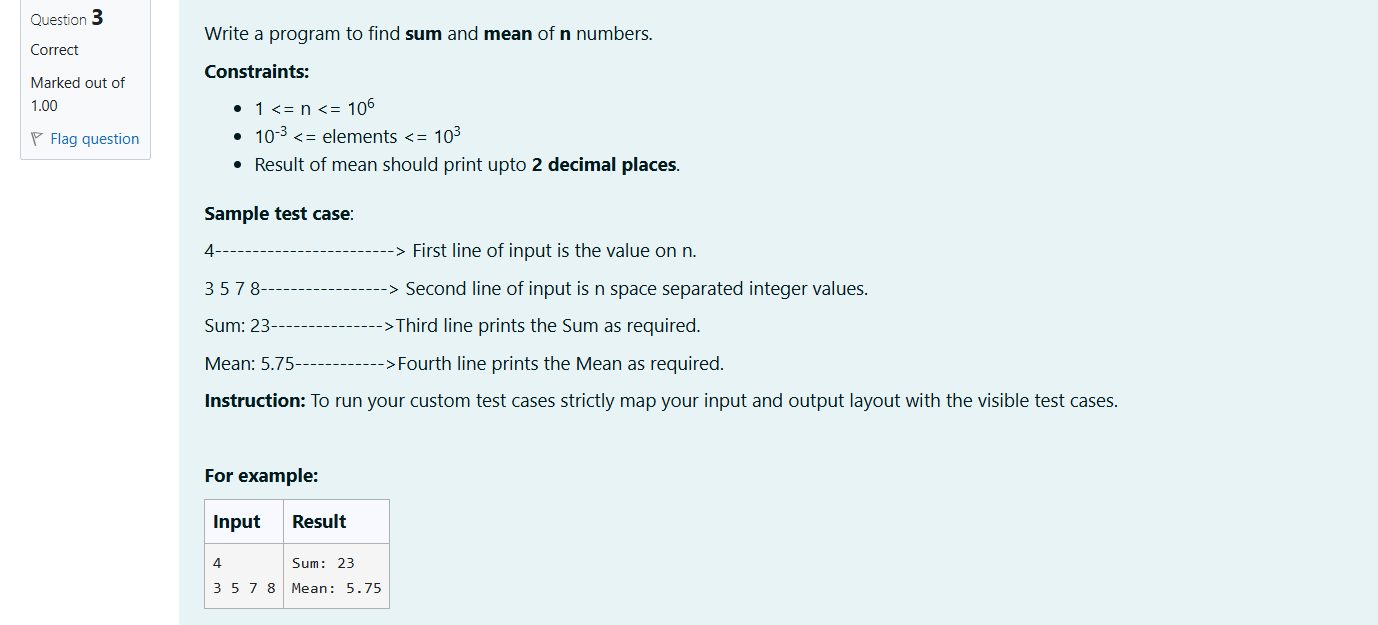 Question 3
Correct
Marked out of
1.00
Flag question
Write a program to find sum and mean of n numbers.
Constraints:
• 1 <= n <= 10⁶
• 10⁻³ <= elements <= 10³
• Result of mean should print upto 2 decimal places.
Sample test case:
4------------------------> First line of input is the value on n.
3 5 7 8-----------------> Second line of input is n space separated integer values.
Sum: 23--------------->Third line prints the Sum as required.
Mean: 5.75------------>Fourth line prints the Mean as required.
Instruction: To run your custom test cases strictly map your input and output layout with the visible test cases.
For example:
Input Result
4 Sum: 23
3 5 7 8 Mean: 5.75